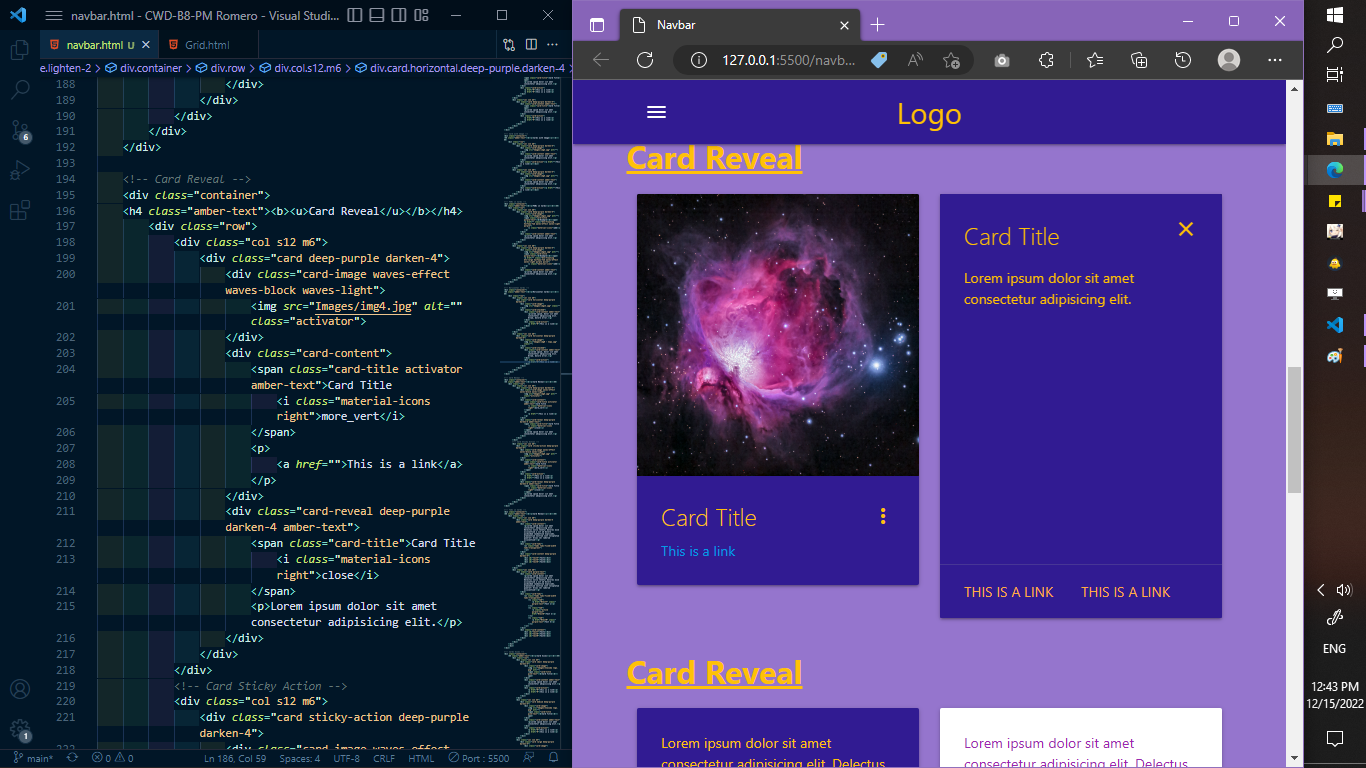 navbar.html - CWD-B8-PM Romero - Visual Studi...
navbar.html U
Grid.html
e.lighten-2 > div.container > div.row > div.col.s12.m6 > div.card.horizontal.deep-purple.darken-4
188 </div>
189 </div>
190 </div>
191 </div>
192 </div>
193
194 <!-- Card Reveal -->
195 <div class="container">
196 <h4 class="amber-text"><b><u>Card Reveal</u></b></h4>
197 <div class="row">
198 <div class="col s12 m6">
199 <div class="card deep-purple darken-4">
200 <div class="card-image waves-effect
waves-block waves-light">
201 <img src="Images/img4.jpg" alt=""
class="activator">
202 </div>
203 <div class="card-content">
204 <span class="card-title activator
amber-text">Card Title
205 <i class="material-icons
right">more_vert</i>
206 </span>
207 <p>
208 <a href="">This is a link</a>
209 </p>
210 </div>
211 <div class="card-reveal deep-purple
darken-4 amber-text">
212 <span class="card-title">Card Title
213 <i class="material-icons
right">close</i>
214 </span>
215 <p>Lorem ipsum dolor sit amet
consectetur adipisicing elit.</p>
216 </div>
217 </div>
218 </div>
219 <!-- Card Sticky Action -->
220 <div class="col s12 m6">
221 <div class="card sticky-action deep-purple
darken-4">
222 <div class="card-image waves-effect
6
1
main*
0 0
Ln 186, Col 59
Spaces: 4
UTF-8
CRLF
HTML
Port : 5500
Navbar
127.0.0.1:5500/navb...
Logo
Card Reveal
Card Title
This is a link
Card Title
Lorem ipsum dolor sit amet
consectetur adipisicing elit.
THIS IS A LINK
THIS IS A LINK
Card Reveal
Lorem ipsum dolor sit amet
consectetur adipisicing elit. Delectus
Lorem ipsum dolor sit amet
consectetur adipisicing elit. Delectus
ENG
12:43 PM
12/15/2022